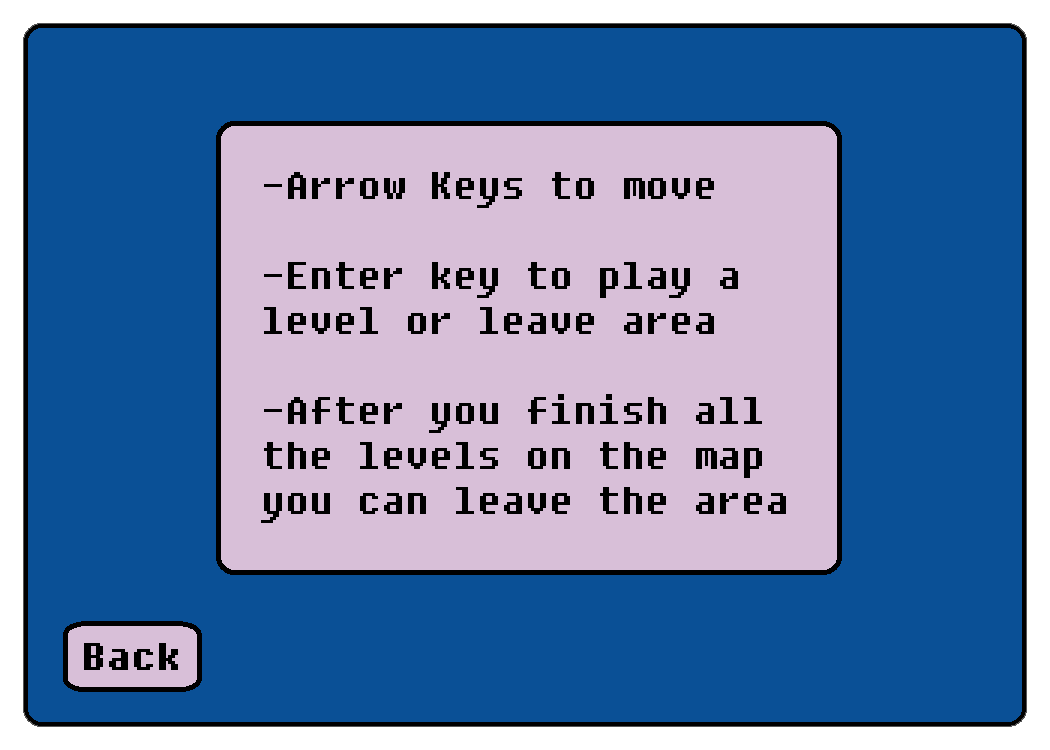 -Arrow Keys to move
-Enter key to play a
level or leave area
-After you finish all
the levels on the map
you can leave the area
Back